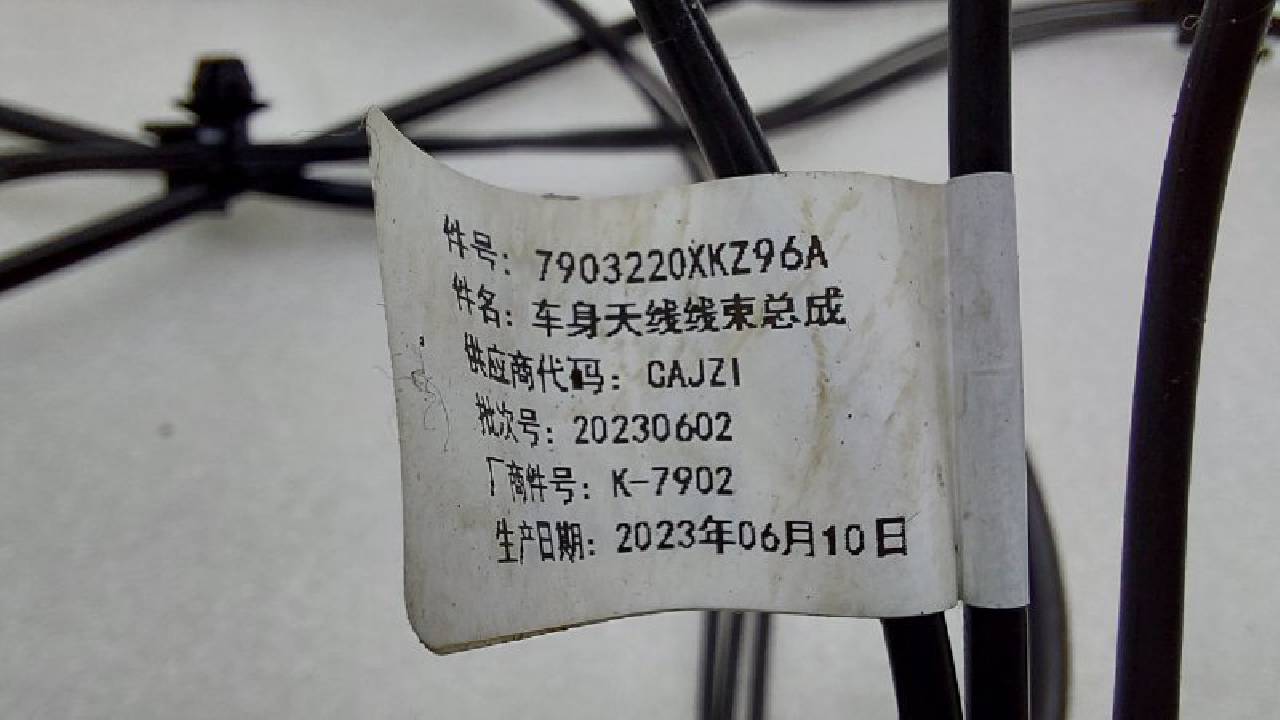 件号: 7903220XKZ96A
件名: 车身天线线束总成
供应商代码: CAJZI
批次号: 20230602
厂商件号: K-7902
生产日期: 2023年06月10日